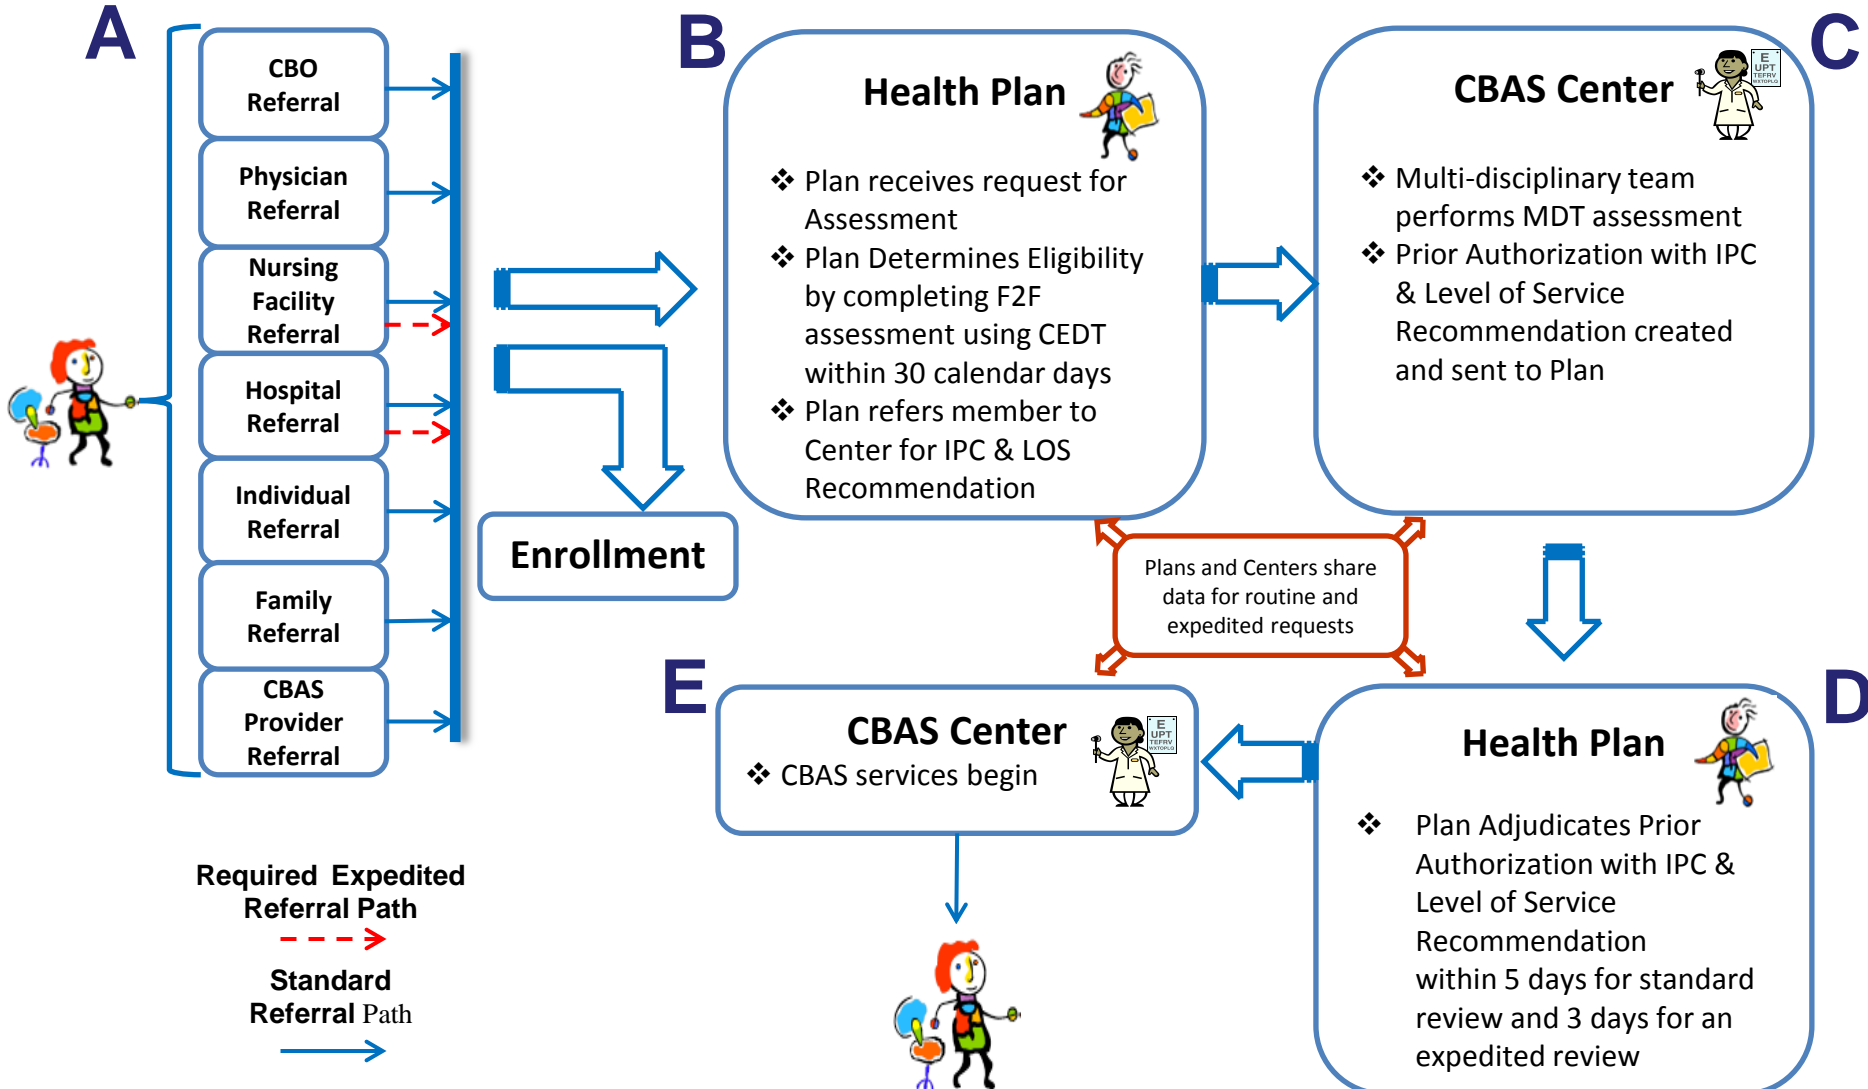 A
CBO
Referral
Physician
Referral
Nursing
Facility
Referral
Hospital
Referral
Individual
Referral
Family
Referral
CBAS
Provider
Referral
Required Expedited
Referral Path
Standard
Referral Path
Enrollment
B
Health Plan
❖ Plan receives request for
Assessment
❖ Plan Determines Eligibility
by completing F2F
assessment using CEDT
within 30 calendar days
❖ Plan refers member to
Center for IPC & LOS
Recommendation
C
CBAS Center
E
UPT
TEFRV
WXTOPLQ
❖ Multi-disciplinary team
performs MDT assessment
❖ Prior Authorization with IPC
& Level of Service
Recommendation created
and sent to Plan
Plans and Centers share
data for routine and
expedited requests
D
Health Plan
❖ Plan Adjudicates Prior
Authorization with IPC &
Level of Service
Recommendation
within 5 days for standard
review and 3 days for an
expedited review
E
CBAS Center
E
UPT
TEFRV
WXTOPLQ
❖ CBAS services begin